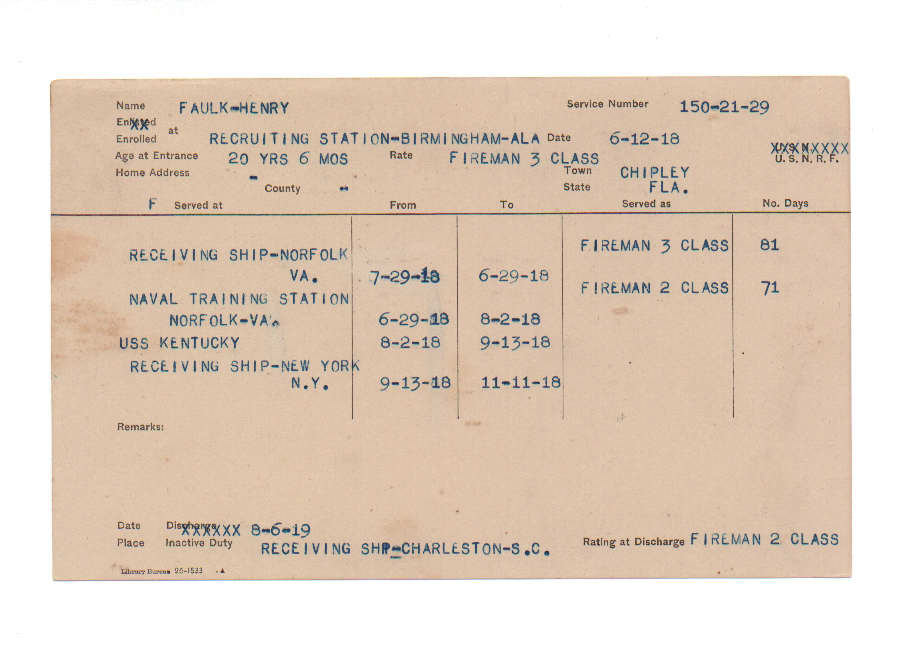 Name FAULK-HENRY Service Number 150-21-29
Enlisted
XX
Enrolled at RECRUITING STATION-BIRMINGHAM-ALA Date 6-12-18
Age at Entrance 20 YRS 6 MOS Rate FIREMAN 3 CLASS XXXXXXXX
U. S. N. R. F.
Home Address - Town CHIPLEY
County - State FLA.
F Served at From To Served as No. Days
FIREMAN 3 CLASS 81
RECEIVING SHIP-NORFOLK
VA. 7-29-18 6-29-18
FIREMAN 2 CLASS 71
NAVAL TRAINING STATION
NORFOLK-VA. 6-29-18 8-2-18
USS KENTUCKY 8-2-18 9-13-18
RECEIVING SHIP-NEW YORK
N.Y. 9-13-18 11-11-18
Remarks:
Date Discharge XXXXXX 8-6-19
Place Inactive Duty RECEIVING SHP-CHARLESTON-S.C. Rating at Discharge FIREMAN 2 CLASS
Library Bureau 26-1533